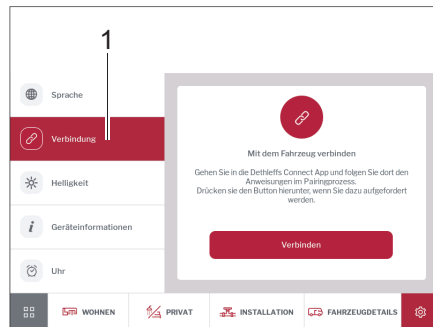 1
Sprache
Verbindung
Helligkeit
Geräteinformationen
Uhr
Mit dem Fahrzeug verbinden
Gehen Sie in die Dethleffs Connect App und folgen Sie dort den
Anweisungen im Pairingprozess.
Drücken sie den Button hierunter, wenn Sie dazu aufgefordert
werden.
Verbinden
WOHNEN
PRIVAT
INSTALLATION
FAHRZEUGDETAILS